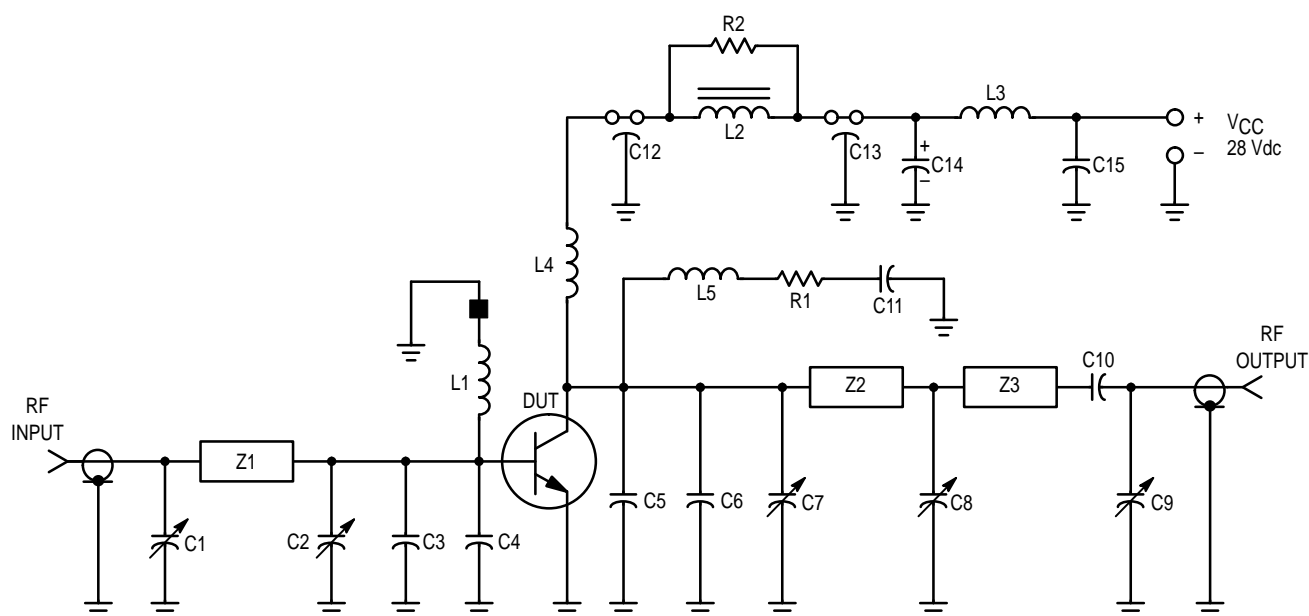 R2
L2
L3
+
V_CC
28 Vdc
–
C12
C13
+
C14
–
C15
L4
L5
R1
C11
L1
DUT
Z2
Z3
C10
RF
OUTPUT
RF
INPUT
Z1
C1
C2
C3
C4
C5
C6
C7
C8
C9